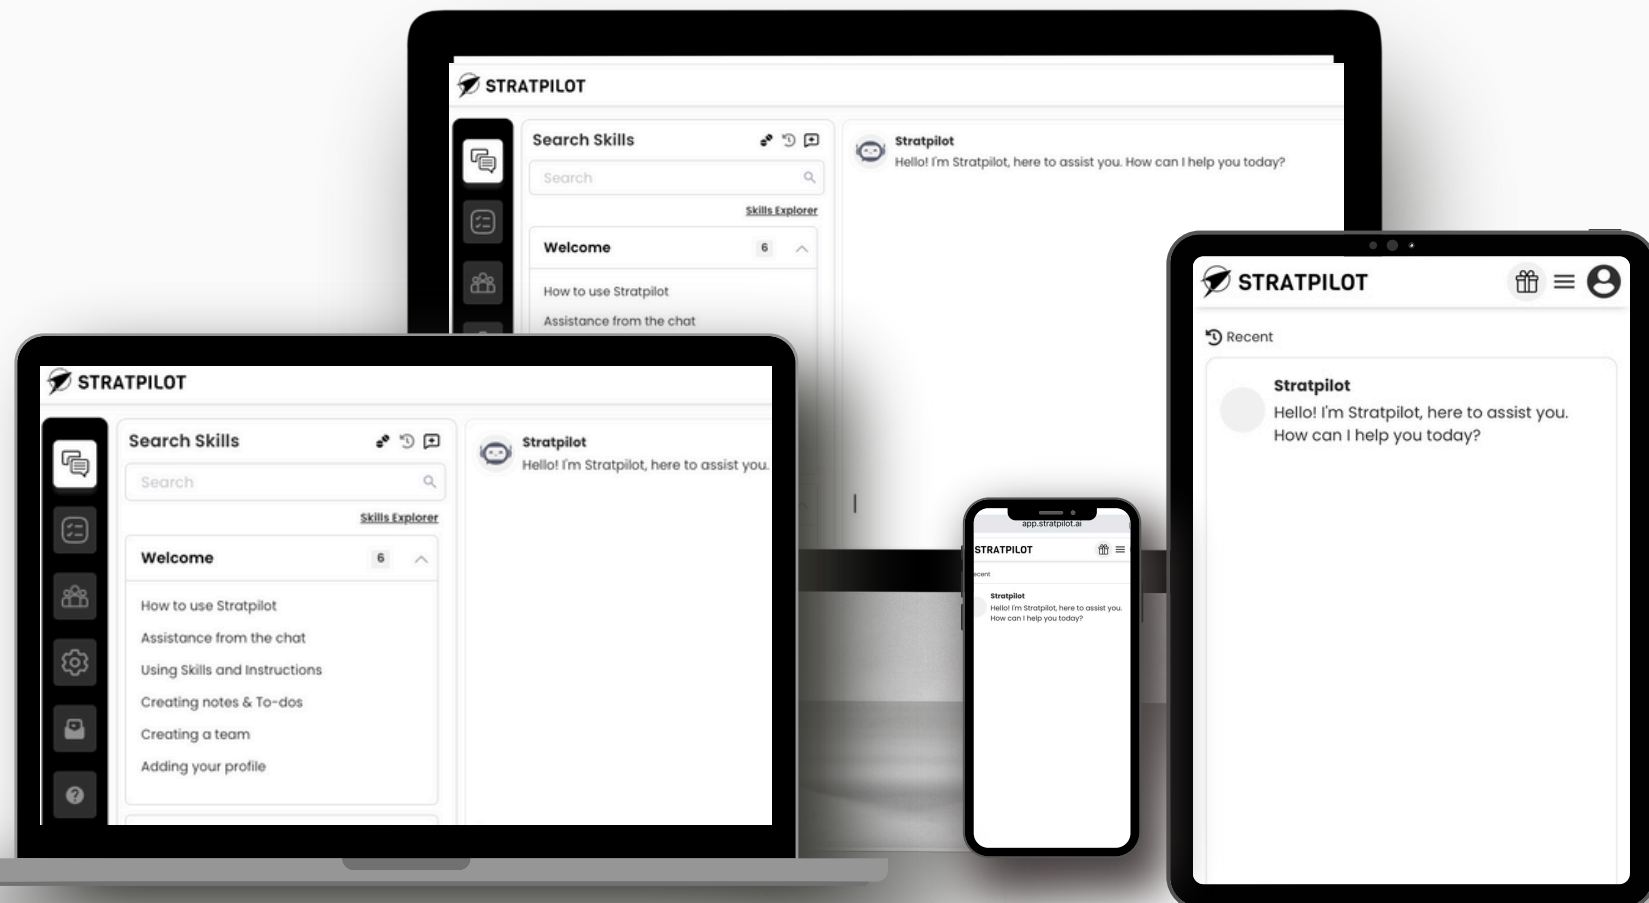 STRATPILOT
Search Skills
Search
Skills Explorer
Welcome 6
How to use Stratpilot
Assistance from the chat
Stratpilot
Hello! I'm Stratpilot, here to assist you. How can I help you today?
STRATPILOT
Search Skills
Search
Skills Explorer
Welcome 6
How to use Stratpilot
Assistance from the chat
Using Skills and Instructions
Creating notes & To-dos
Creating a team
Adding your profile
Stratpilot
Hello! I'm Stratpilot, here to assist you.
app.stratpilot.ai
STRATPILOT
ecent
Stratpilot
Hello! I'm Stratpilot, here to assist you.
How can I help you today?
STRATPILOT
Recent
Stratpilot
Hello! I'm Stratpilot, here to assist you.
How can I help you today?